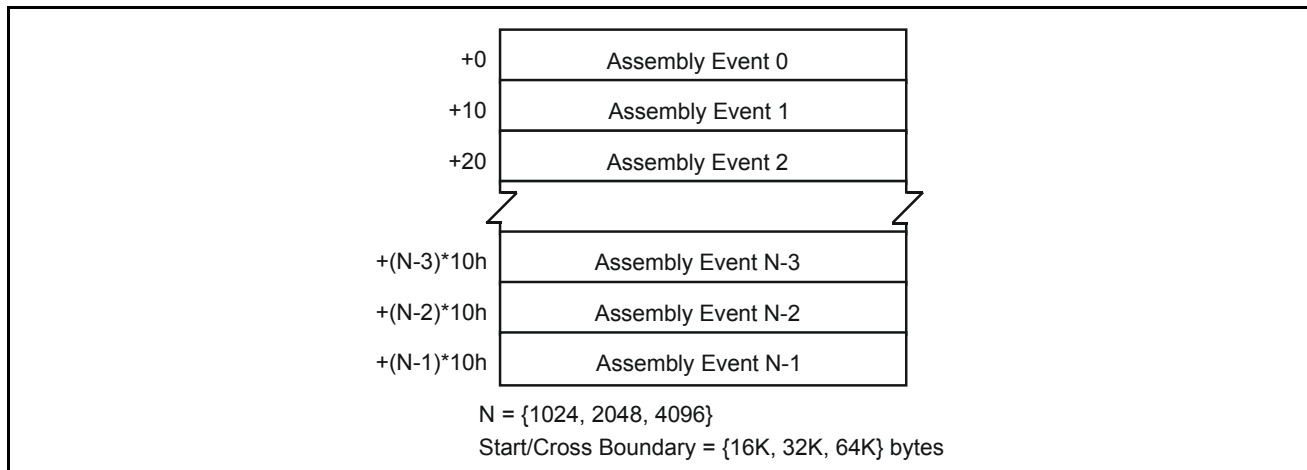 +0 Assembly Event 0
+10 Assembly Event 1
+20 Assembly Event 2
+(N-3)*10h Assembly Event N-3
+(N-2)*10h Assembly Event N-2
+(N-1)*10h Assembly Event N-1
N = {1024, 2048, 4096}
Start/Cross Boundary = {16K, 32K, 64K} bytes